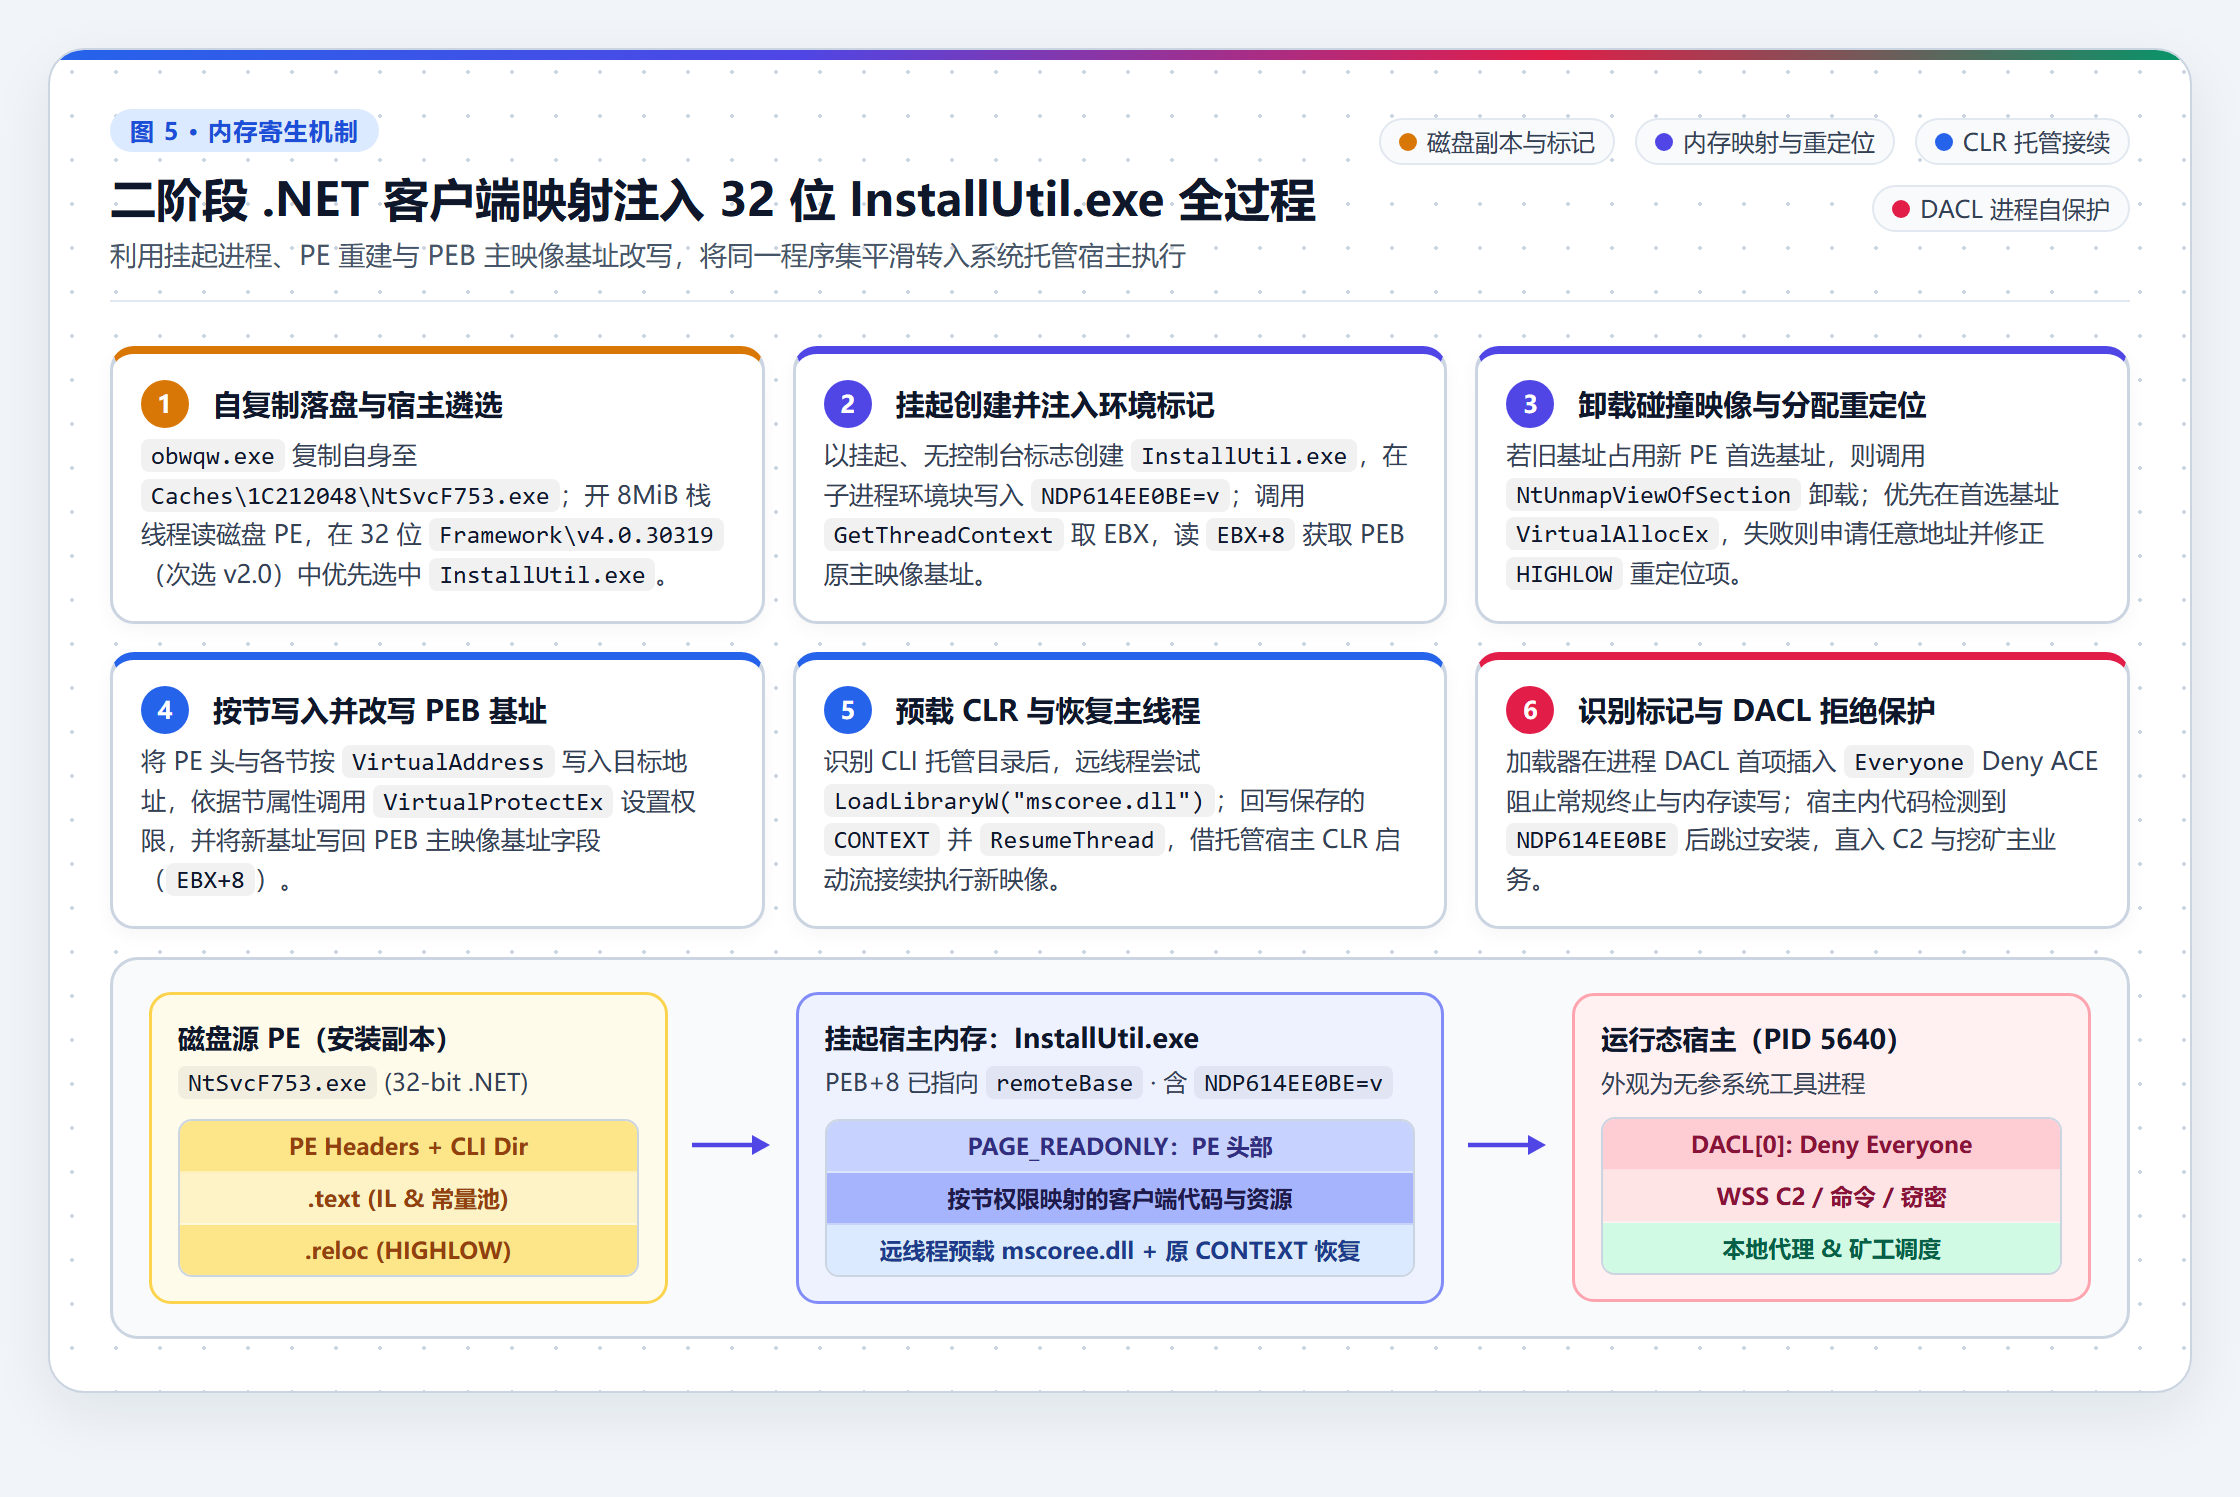 图 5 • 内存寄生机制
二阶段 .NET 客户端映射注入 32 位 InstallUtil.exe 全过程
利用挂起进程、PE 重建与 PEB 主映像基址改写，将同一程序集平滑转入系统托管宿主执行
磁盘副本与标记
内存映射与重定位
CLR 托管接续
DACL 进程自保护
1 自复制落盘与宿主遴选
obwqw.exe 复制自身至
Caches\1C212048\NtSvcF753.exe；开 8MiB 栈
线程读磁盘 PE，在 32 位 Framework\v4.0.30319
（次选 v2.0）中优先选中 InstallUtil.exe。
2 挂起创建并注入环境标记
以挂起、无控制台标志创建 InstallUtil.exe，在
子进程环境块写入 NDP614EE0BE=v；调用
GetThreadContext 取 EBX，读 EBX+8 获取 PEB
原主映像基址。
3 卸载碰撞映像与分配重定位
若旧基址占用新 PE 首选基址，则调用
NtUnmapViewOfSection 卸载；优先在首选基址
VirtualAllocEx，失败则申请任意地址并修正
HIGHLOW 重定位项。
4 按节写入并改写 PEB 基址
将 PE 头与各节按 VirtualAddress 写入目标地
址，依据节属性调用 VirtualProtectEx 设置权
限，并将新基址写回 PEB 主映像基址字段
（EBX+8）。
5 预载 CLR 与恢复主线程
识别 CLI 托管目录后，远线程尝试
LoadLibraryW("mscoree.dll")；回写保存的
CONTEXT 并 ResumeThread，借托管宿主 CLR 启
动流接续执行新映像。
6 识别标记与 DACL 拒绝保护
加载器在进程 DACL 首项插入 Everyone Deny ACE
阻止常规终止与内存读写；宿主内代码检测到
NDP614EE0BE 后跳过安装，直入 C2 与挖矿主业
务。
磁盘源 PE（安装副本）
NtSvcF753.exe (32-bit .NET)
PE Headers + CLI Dir
.text (IL & 常量池)
.reloc (HIGHLOW)
挂起宿主内存：InstallUtil.exe
PEB+8 已指向 remoteBase · 含 NDP614EE0BE=v
PAGE_READONLY：PE 头部
按节权限映射的客户端代码与资源
远线程预载 mscoree.dll + 原 CONTEXT 恢复
运行态宿主（PID 5640）
外观为无参系统工具进程
DACL[0]: Deny Everyone
WSS C2 / 命令 / 窃密
本地代理 & 矿工调度